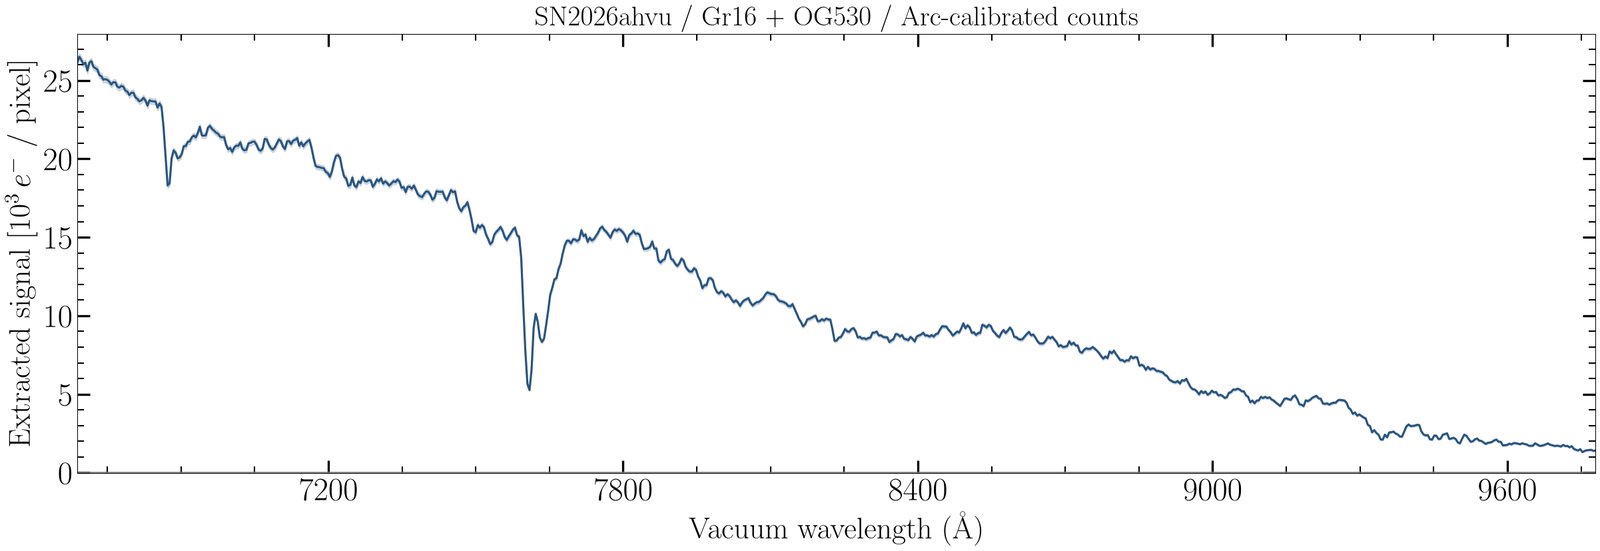 SN2026ahvu / Gr16 + OG530 / Arc-calibrated counts
Extracted signal [10³ e⁻ / pixel]
25
20
15
10
5
0
7200 7800 8400 9000 9600
Vacuum wavelength (Å)